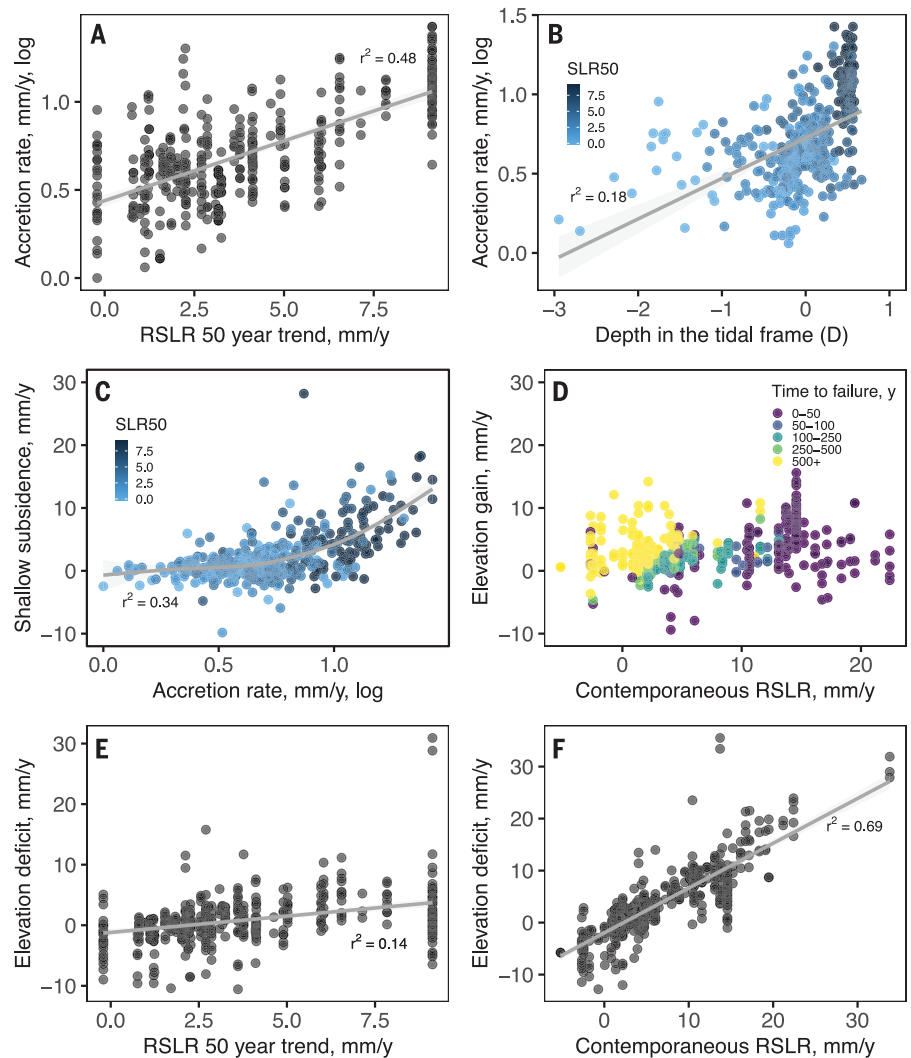 A
r² = 0.48
Accretion rate, mm/y, log
1.0
0.5
0.0
0.0 2.5 5.0 7.5
RSLR 50 year trend, mm/y
B
SLR50
7.5
5.0
2.5
0.0
r² = 0.18
Accretion rate, mm/y, log
1.5
1.0
0.5
0.0
−3 −2 −1 0 1
Depth in the tidal frame (D)
C
SLR50
7.5
5.0
2.5
0.0
r² = 0.34
Shallow subsidence, mm/y
30
20
10
0
−10
0.0 0.5 1.0
Accretion rate, mm/y, log
D
Time to failure, y
0−50
50−100
100−250
250−500
500+
Elevation gain, mm/y
30
20
10
0
−10
0 10 20
Contemporaneous RSLR, mm/y
E
r² = 0.14
Elevation deficit, mm/y
30
20
10
0
−10
0.0 2.5 5.0 7.5
RSLR 50 year trend, mm/y
F
r² = 0.69
Elevation deficit, mm/y
30
20
10
0
−10
0 10 20 30
Contemporaneous RSLR, mm/y